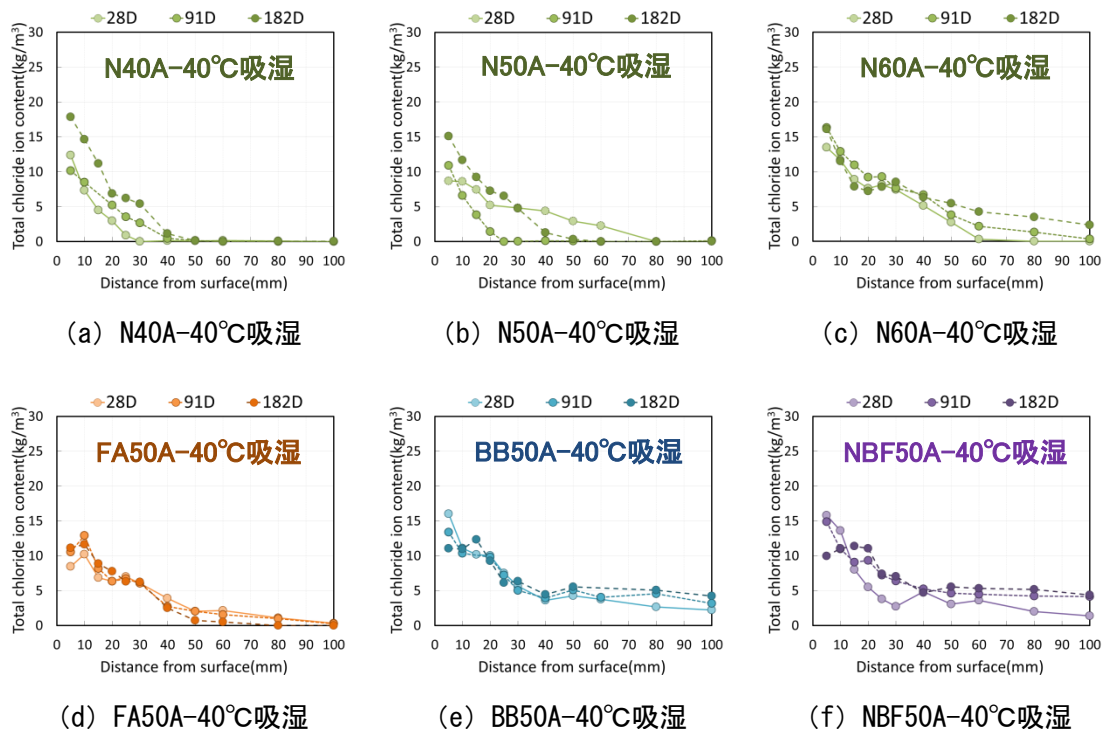 28D 91D 182D
Total chloride ion content(kg/m³)
30
25
20
15
10
5
0
N40A-40℃吸湿
0 10 20 30 40 50 60 70 80 90 100
Distance from surface(mm)
(a) N40A-40℃吸湿
28D 91D 182D
Total chloride ion content(kg/m³)
30
25
20
15
10
5
0
N50A-40℃吸湿
0 10 20 30 40 50 60 70 80 90 100
Distance from surface(mm)
(b) N50A-40℃吸湿
28D 91D 182D
Total chloride ion content(kg/m³)
30
25
20
15
10
5
0
N60A-40℃吸湿
0 10 20 30 40 50 60 70 80 90 100
Distance from surface(mm)
(c) N60A-40℃吸湿
28D 91D 182D
Total chloride ion content(kg/m³)
30
25
20
15
10
5
0
FA50A-40℃吸湿
0 10 20 30 40 50 60 70 80 90 100
Distance from surface(mm)
(d) FA50A-40℃吸湿
28D 91D 182D
Total chloride ion content(kg/m³)
30
25
20
15
10
5
0
BB50A-40℃吸湿
0 10 20 30 40 50 60 70 80 90 100
Distance from surface(mm)
(e) BB50A-40℃吸湿
28D 91D 182D
Total chloride ion content(kg/m³)
30
25
20
15
10
5
0
NBF50A-40℃吸湿
0 10 20 30 40 50 60 70 80 90 100
Distance from surface(mm)
(f) NBF50A-40℃吸湿